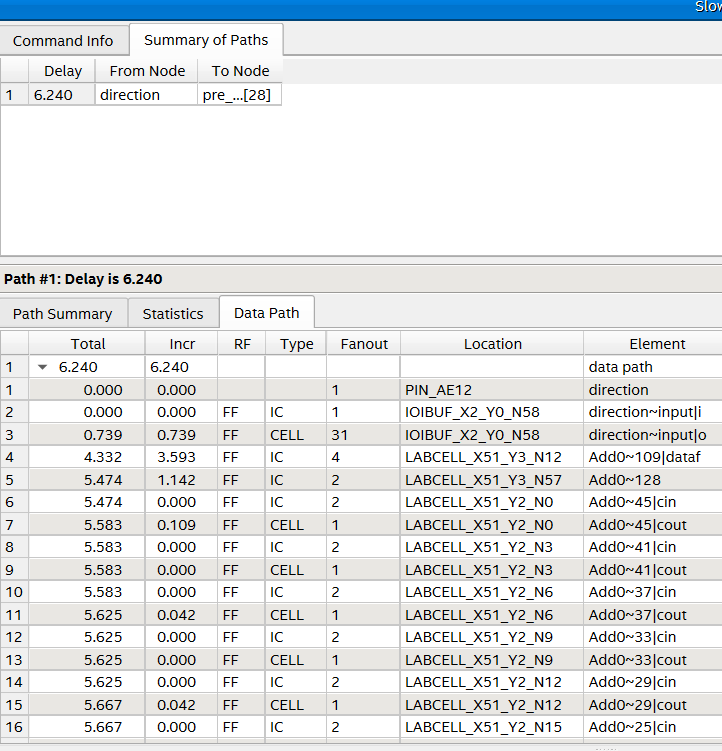 Slow
Command Info Summary of Paths
Delay From Node To Node
1 6.240 direction pre_...[28]
Path #1: Delay is 6.240
Path Summary Statistics Data Path
Total Incr RF Type Fanout Location Element
1 6.240 6.240 data path
1 0.000 0.000 1 PIN_AE12 direction
2 0.000 0.000 FF IC 1 IOIBUF_X2_Y0_N58 direction~input|i
3 0.739 0.739 FF CELL 31 IOIBUF_X2_Y0_N58 direction~input|o
4 4.332 3.593 FF IC 4 LABCELL_X51_Y3_N12 Add0~109|dataf
5 5.474 1.142 FF IC 2 LABCELL_X51_Y3_N57 Add0~128
6 5.474 0.000 FF IC 2 LABCELL_X51_Y2_N0 Add0~45|cin
7 5.583 0.109 FF CELL 1 LABCELL_X51_Y2_N0 Add0~45|cout
8 5.583 0.000 FF IC 2 LABCELL_X51_Y2_N3 Add0~41|cin
9 5.583 0.000 FF CELL 1 LABCELL_X51_Y2_N3 Add0~41|cout
10 5.583 0.000 FF IC 2 LABCELL_X51_Y2_N6 Add0~37|cin
11 5.625 0.042 FF CELL 1 LABCELL_X51_Y2_N6 Add0~37|cout
12 5.625 0.000 FF IC 2 LABCELL_X51_Y2_N9 Add0~33|cin
13 5.625 0.000 FF CELL 1 LABCELL_X51_Y2_N9 Add0~33|cout
14 5.625 0.000 FF IC 2 LABCELL_X51_Y2_N12 Add0~29|cin
15 5.667 0.042 FF CELL 1 LABCELL_X51_Y2_N12 Add0~29|cout
16 5.667 0.000 FF IC 2 LABCELL_X51_Y2_N15 Add0~25|cin